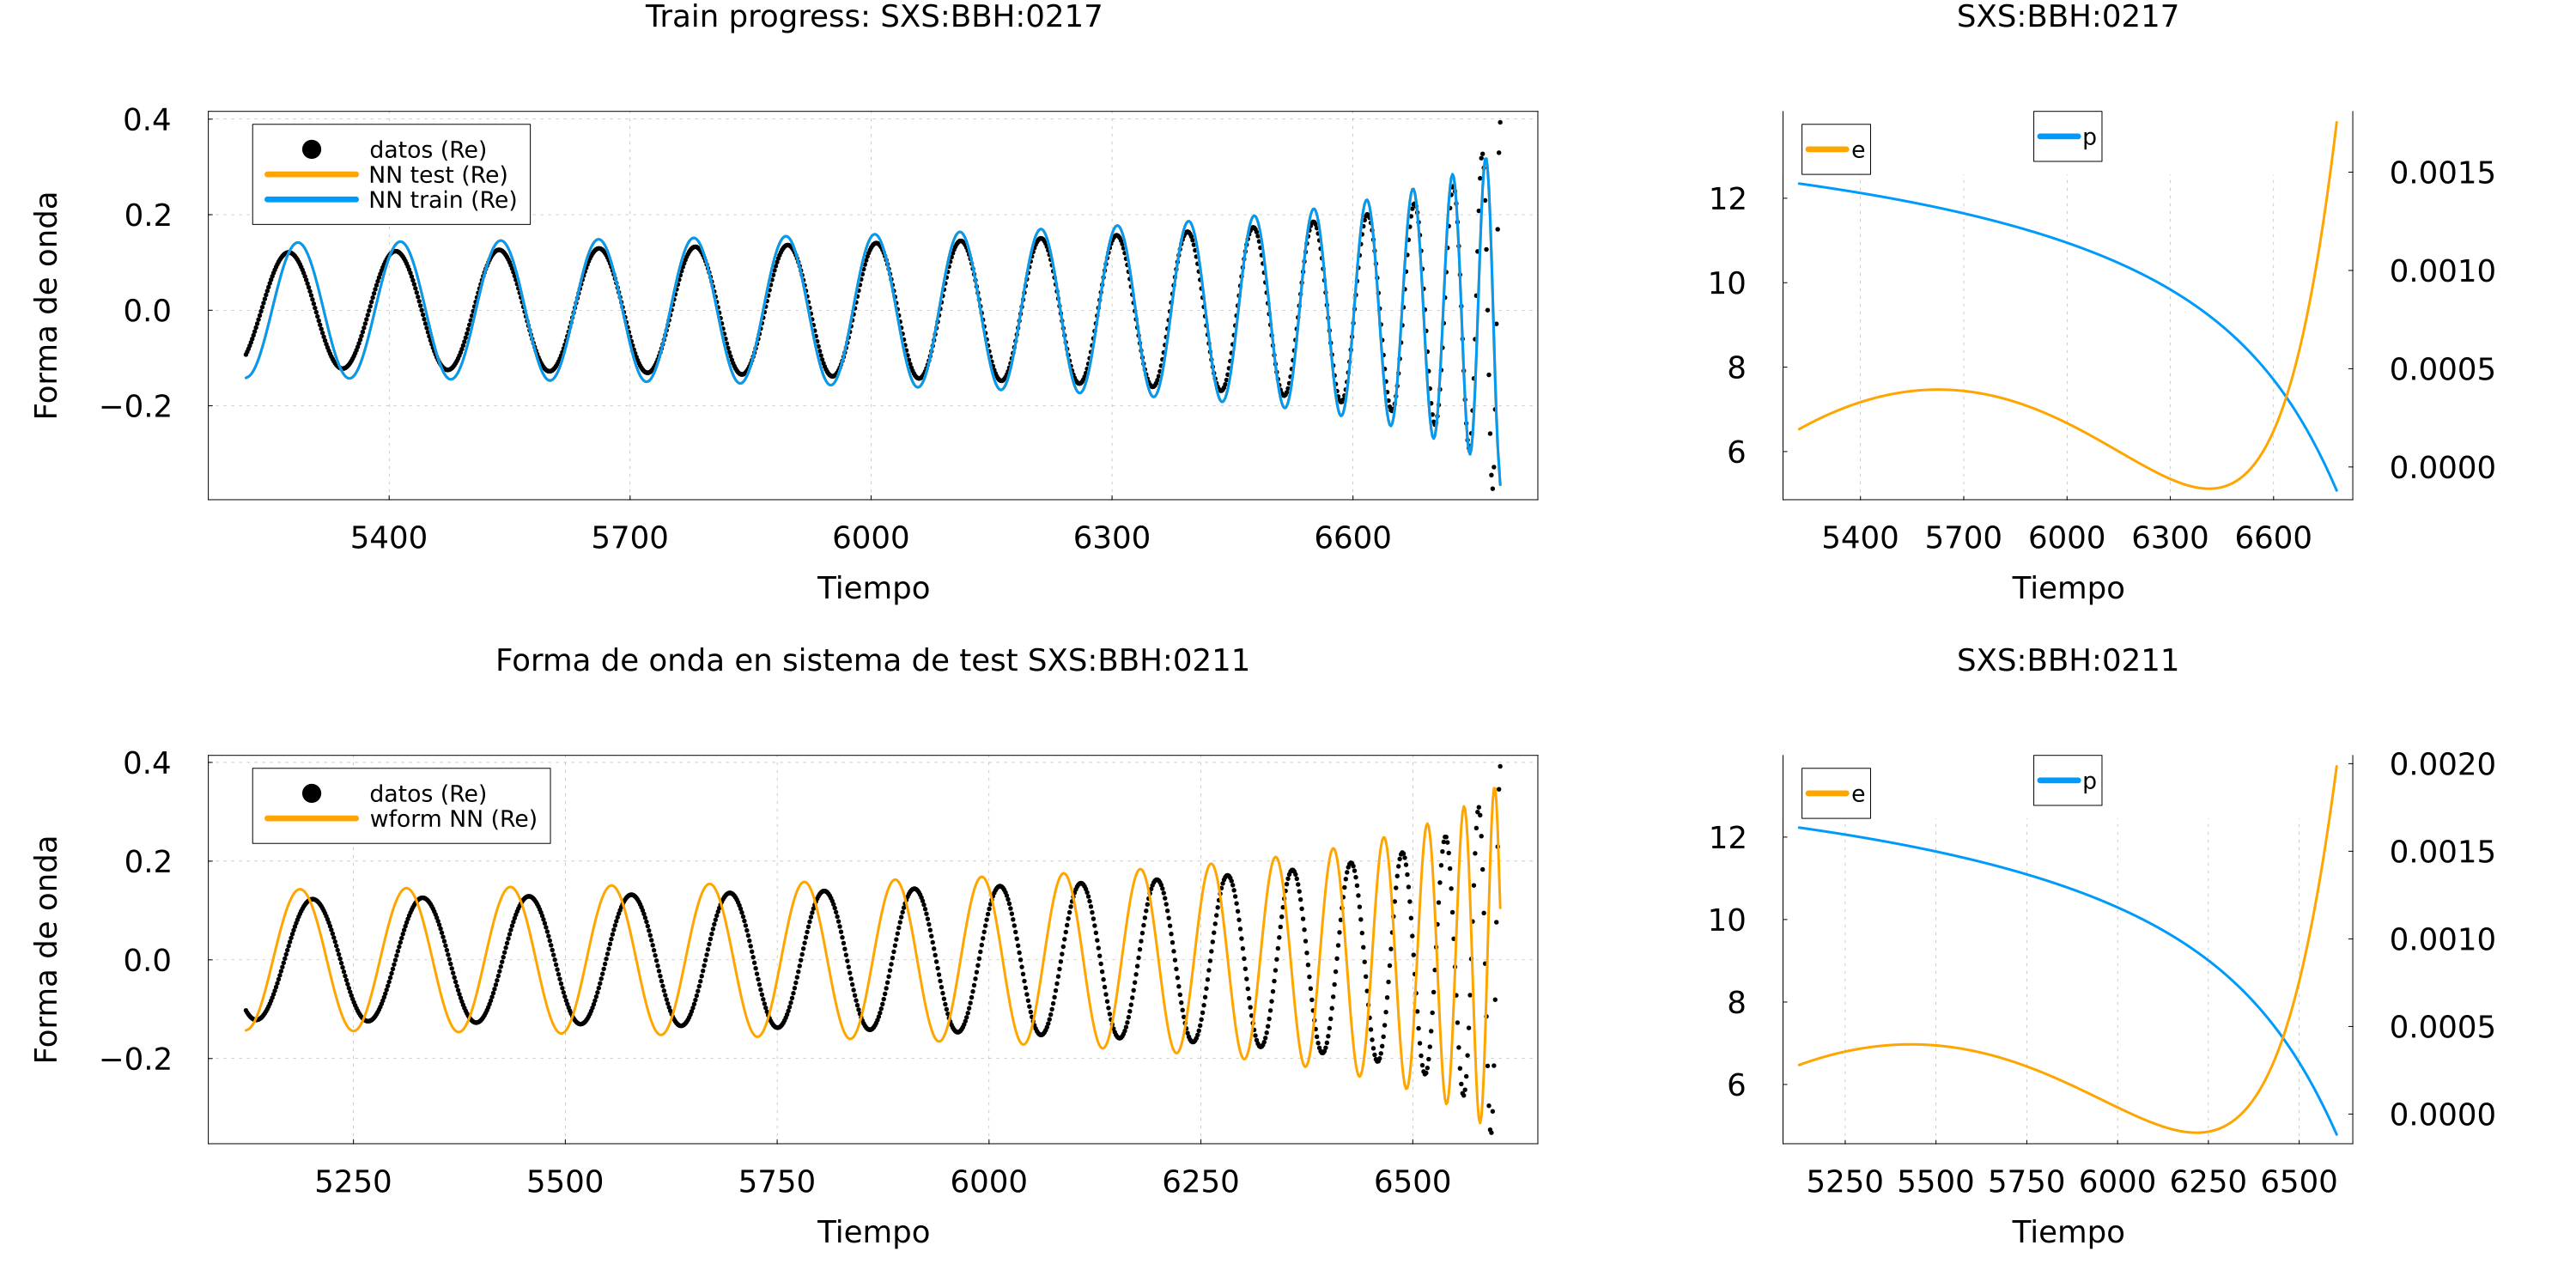 Train progress: SXS:BBH:0217
0.4
0.2
0.0
−0.2
Forma de onda
datos (Re)
NN test (Re)
NN train (Re)
5400 5700 6000 6300 6600
Tiempo
SXS:BBH:0217
12
10
8
6
e
p
0.0015
0.0010
0.0005
0.0000
5400 5700 6000 6300 6600
Tiempo
Forma de onda en sistema de test SXS:BBH:0211
0.4
0.2
0.0
−0.2
Forma de onda
datos (Re)
wform NN (Re)
5250 5500 5750 6000 6250 6500
Tiempo
SXS:BBH:0211
12
10
8
6
e
p
0.0020
0.0015
0.0010
0.0005
0.0000
5250 5500 5750 6000 6250 6500
Tiempo